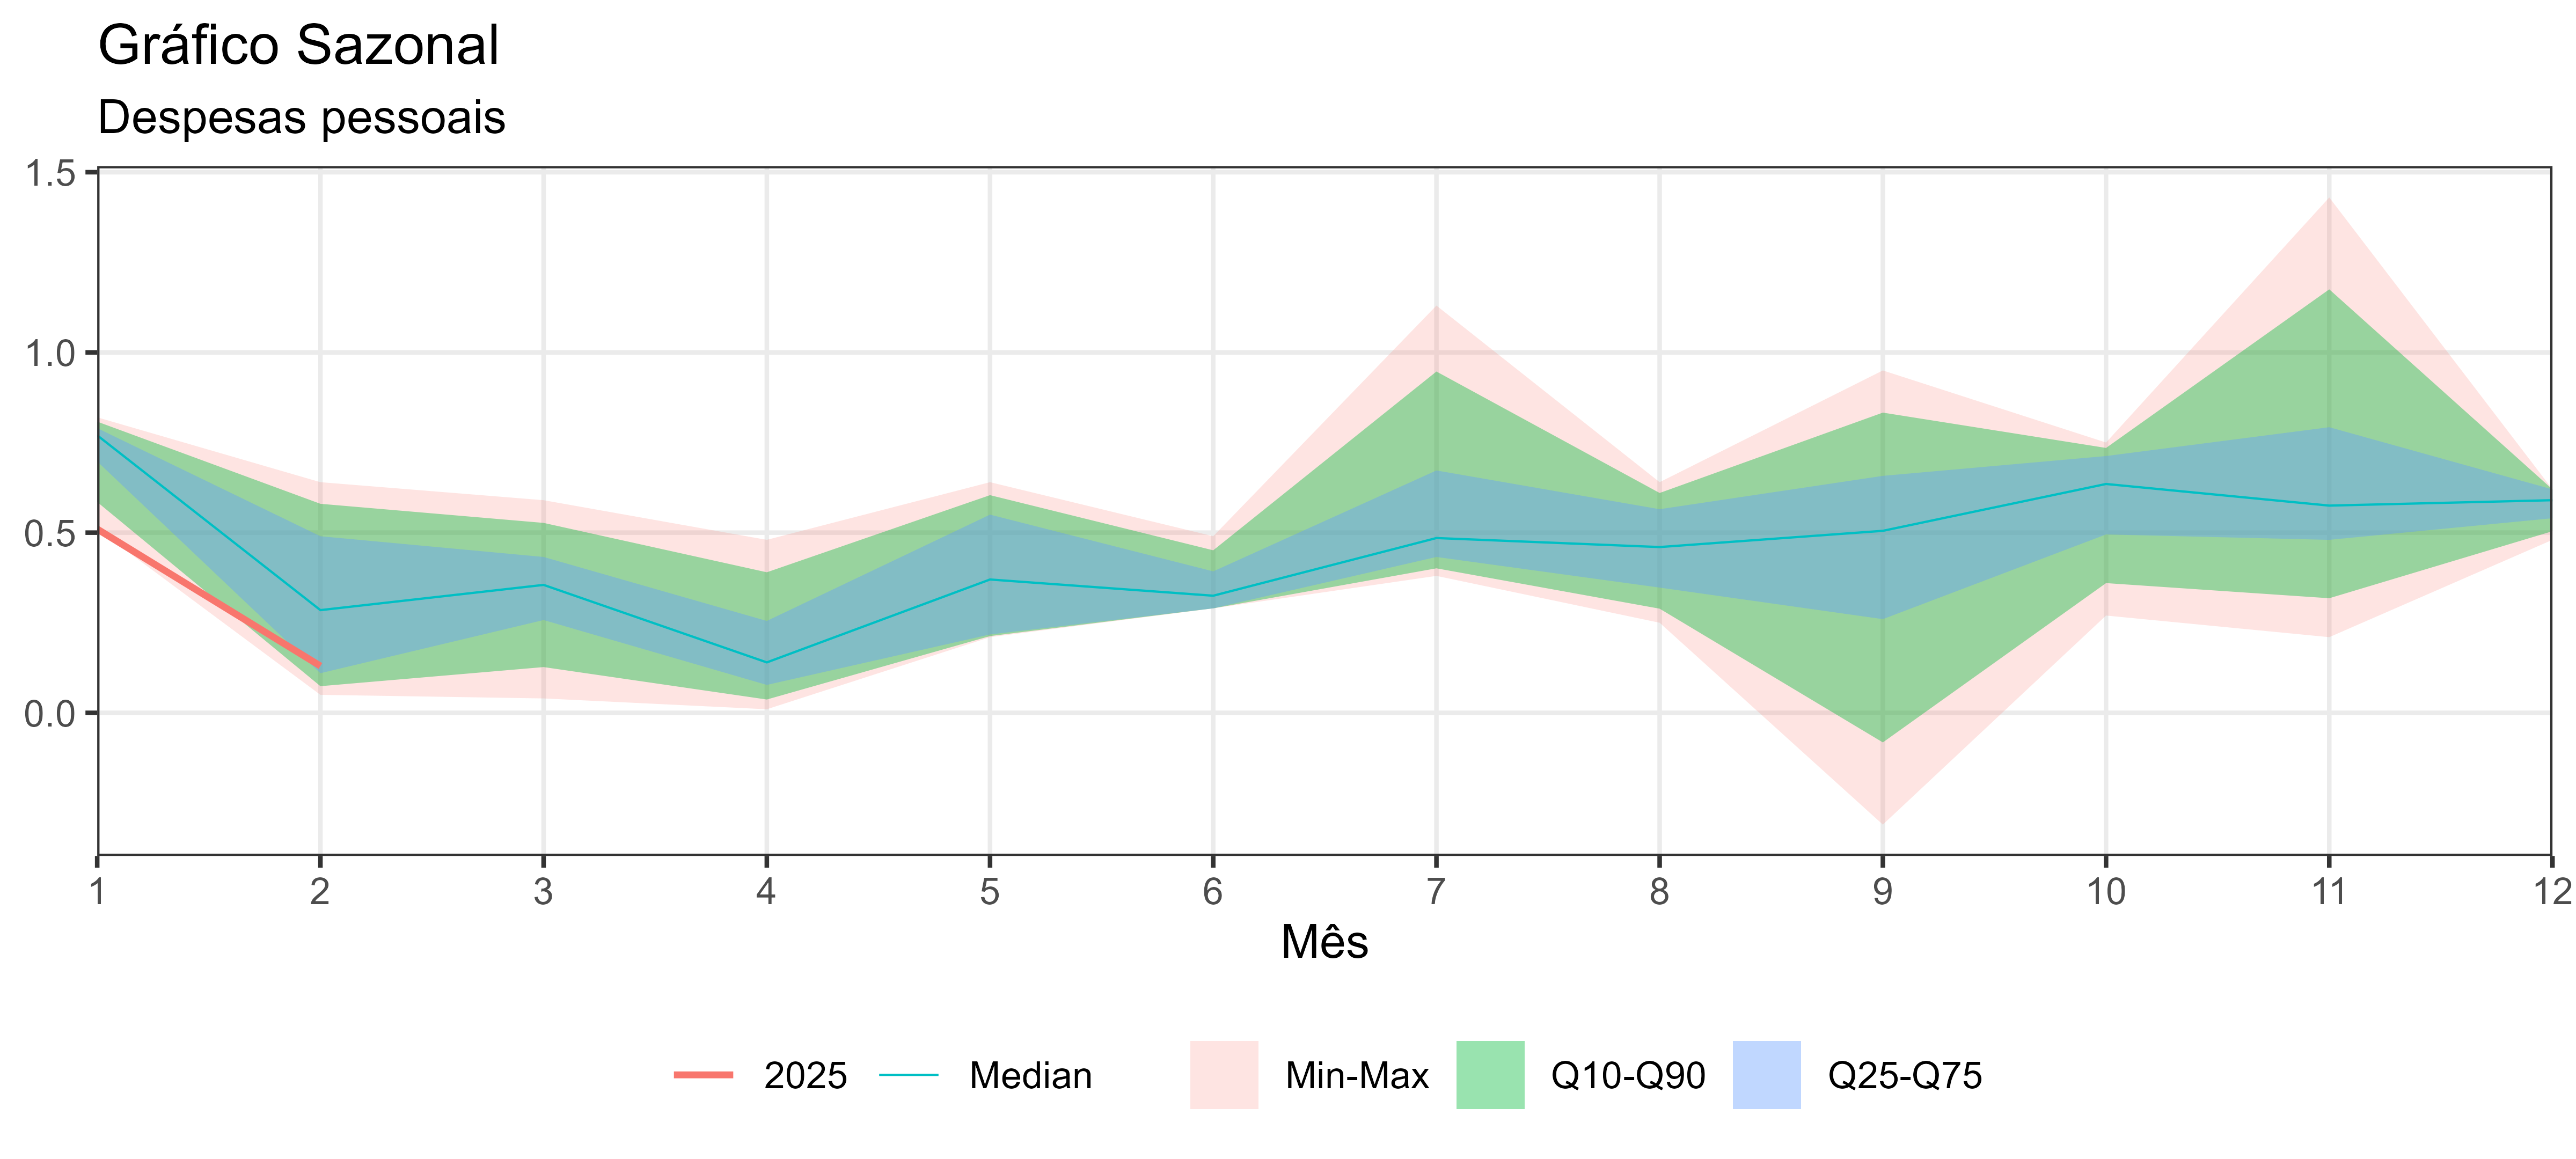 Gráfico Sazonal
Despesas pessoais
1.5
1.0
0.5
0.0
1 2 3 4 5 6 7 8 9 10 11 12
Mês
2025 Median Min-Max Q10-Q90 Q25-Q75